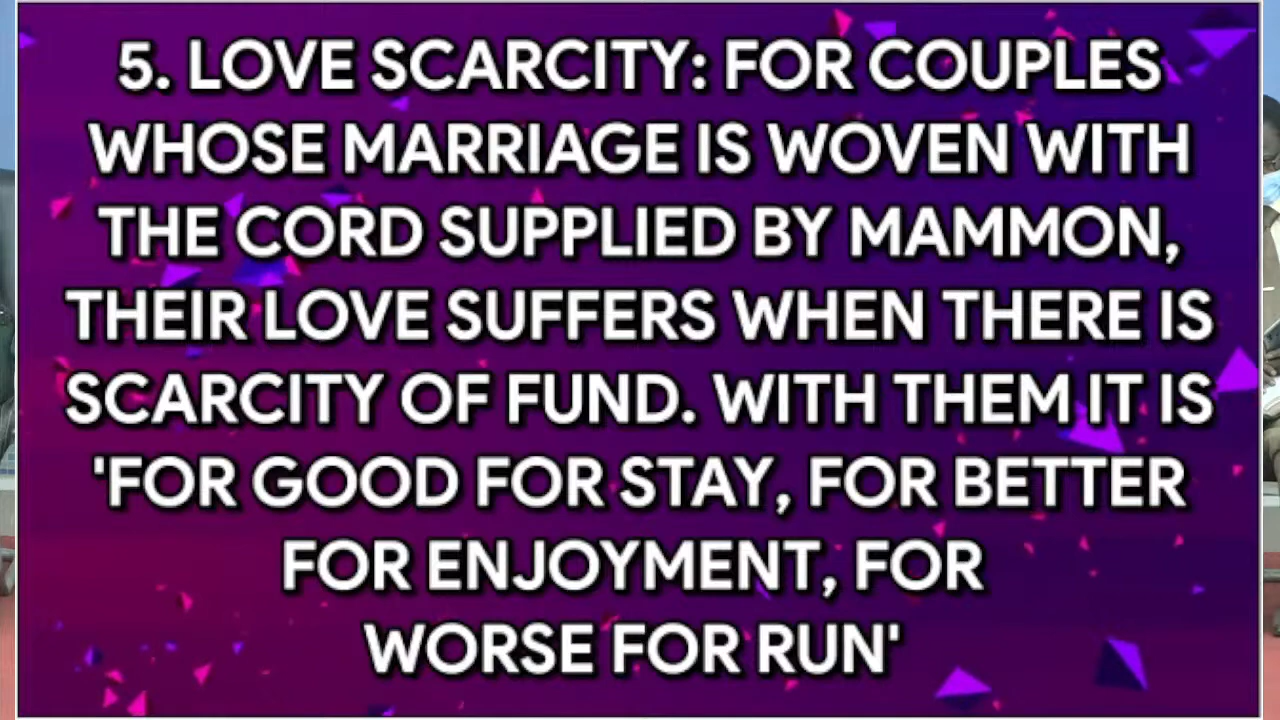 5. LOVE SCARCITY: FOR COUPLES
WHOSE MARRIAGE IS WOVEN WITH
THE CORD SUPPLIED BY MAMMON,
THEIR LOVE SUFFERS WHEN THERE IS
SCARCITY OF FUND. WITH THEM IT IS
'FOR GOOD FOR STAY, FOR BETTER
FOR ENJOYMENT, FOR
WORSE FOR RUN'